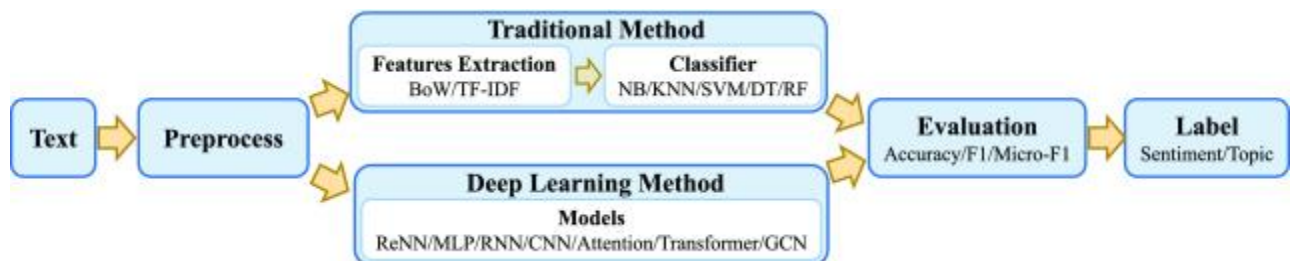 Text
Preprocess
Traditional Method
Features Extraction
BoW/TF-IDF
Classifier
NB/KNN/SVM/DT/RF
Deep Learning Method
Models
ReNN/MLP/RNN/CNN/Attention/Transformer/GCN
Evaluation
Accuracy/F1/Micro-F1
Label
Sentiment/Topic